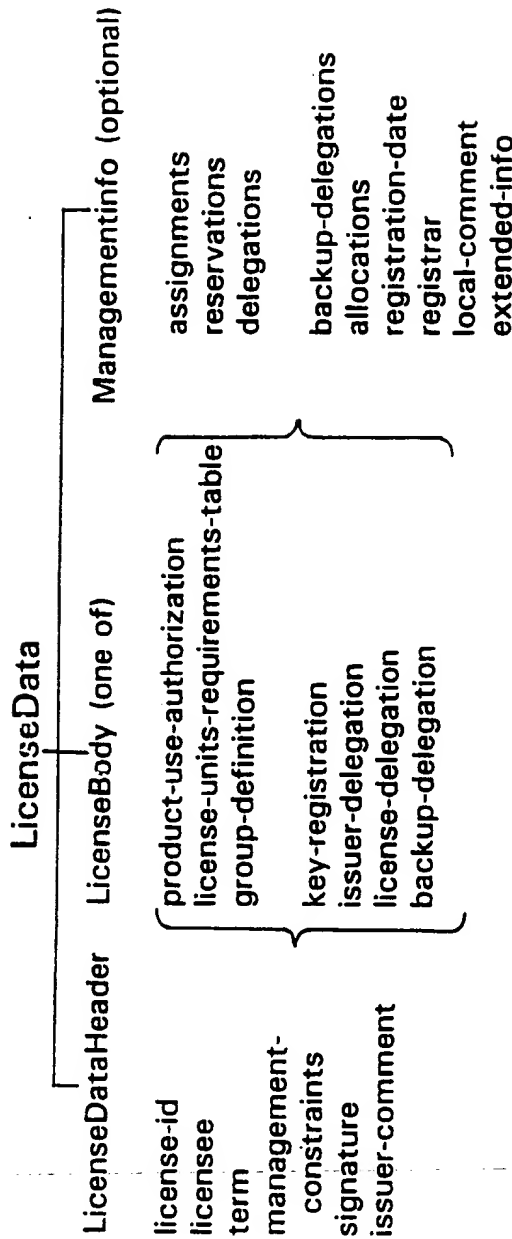 LicenseData
LicenseDataHeader
license-id
licensee
term
management-
constraints
signature
issuer-comment
LicenseBody (one of)
product-use-authorization
license-units-requirements-table
group-definition
key-registration
issuer-delegation
license-delegation
backup-delegation
Managementinfo (optional)
assignments
reservations
delegations
backup-delegations
allocations
registration-date
registrar
local-comment
extended-info